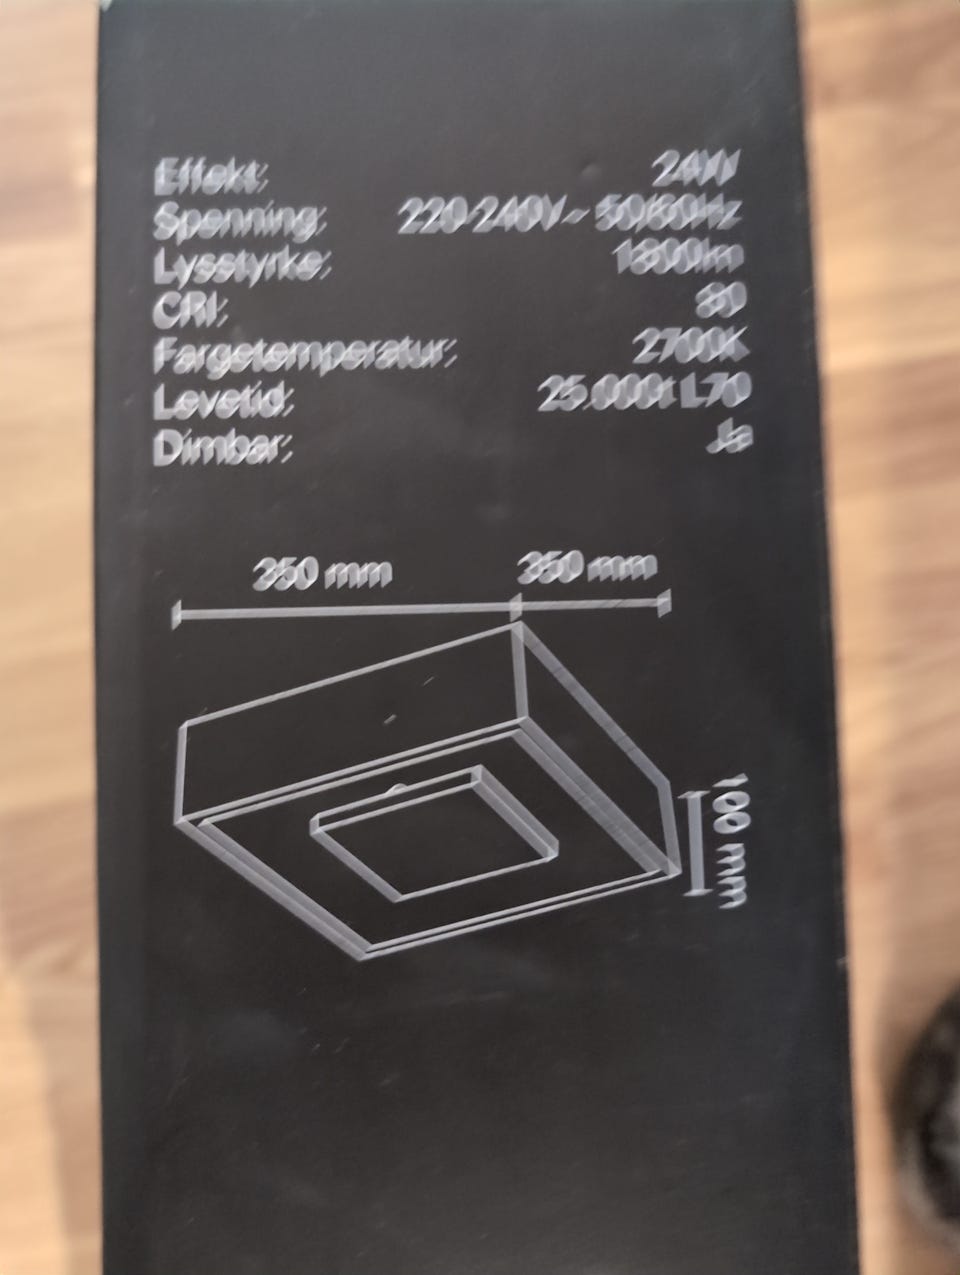 Effekt: 24W
Spenning: 220-240V~ 50/60Hz
Lysstyrke: 1800lm
CRI: 80
Fargetemperatur: 2700K
Levetid: 25.000t L70
Dimbar: Ja
350 mm 350 mm
100 mm